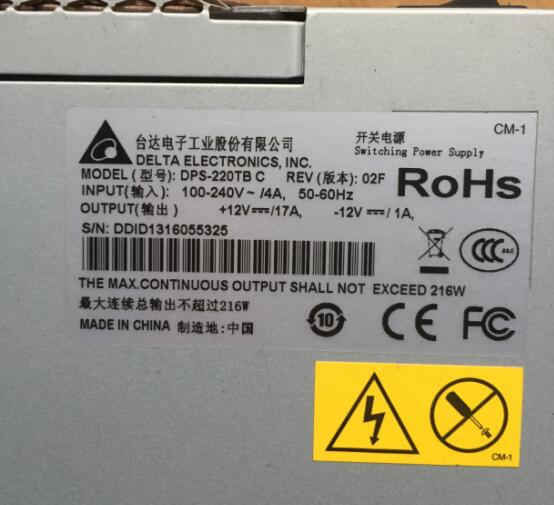 台达电子工业股份有限公司
DELTA ELECTRONICS, INC.
开关电源
Switching Power Supply
CM-1
MODEL (型号): DPS-220TB C REV (版本): 02F
INPUT(输入): 100-240V～/4A, 50-60Hz
OUTPUT(输出) +12V⎓/17A, -12V⎓/ 1A,
RoHs
S/N: DDID1316055325
THE MAX.CONTINUOUS OUTPUT SHALL NOT EXCEED 216W
最大连续总输出不超过216W
MADE IN CHINA 制造地:中国
10
CE FC
CM-1